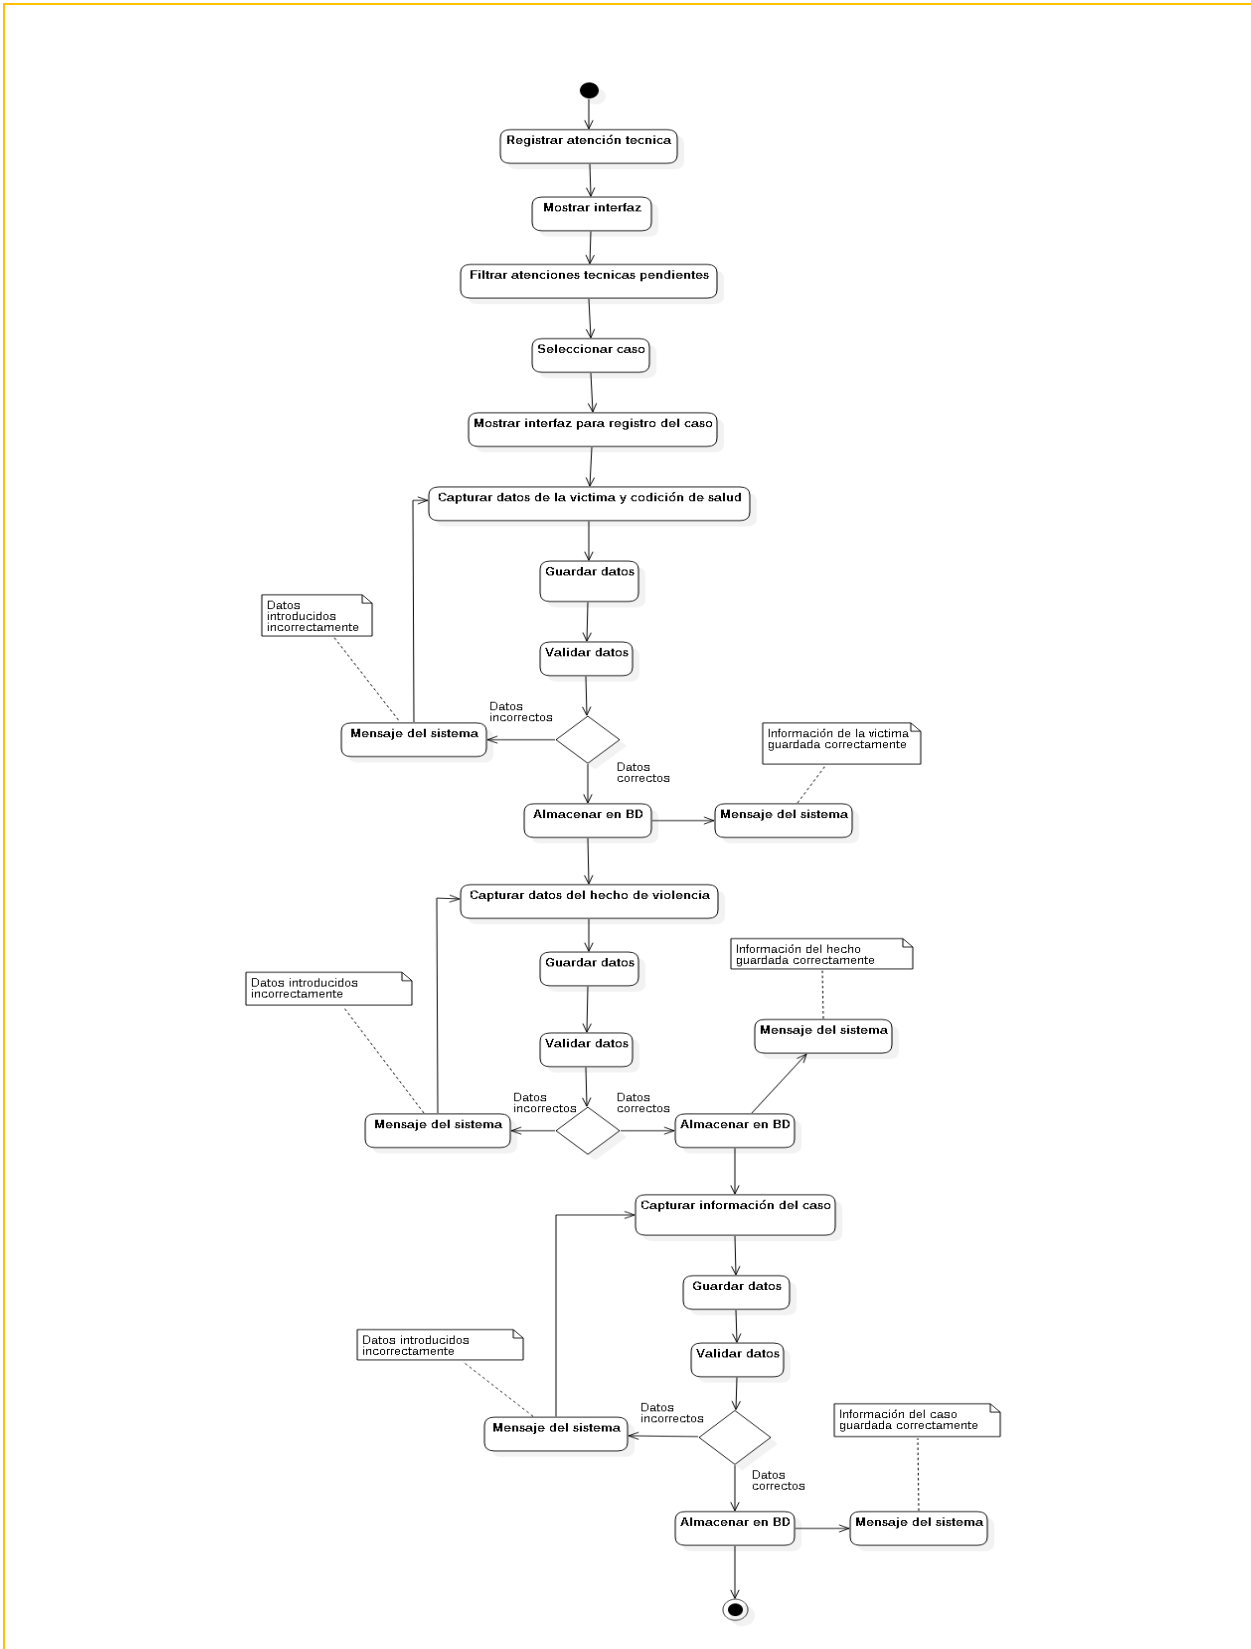 Registrar atención tecnica
Mostrar interfaz
Filtrar atenciones tecnicas pendientes
Seleccionar caso
Mostrar interfaz para registro del caso
Capturar datos de la victima y codición de salud
Guardar datos
Datos
introducidos
incorrectamente
Validar datos
Datos
incorrectos
Mensaje del sistema
Información de la victima
guardada correctamente
Datos
correctos
Almacenar en BD
Mensaje del sistema
Capturar datos del hecho de violencia
Información del hecho
guardada correctamente
Guardar datos
Datos introducidos
incorrectamente
Mensaje del sistema
Validar datos
Datos
incorrectos
Datos
correctos
Mensaje del sistema
Almacenar en BD
Capturar información del caso
Guardar datos
Datos introducidos
incorrectamente
Validar datos
Datos
incorrectos
Información del caso
guardada correctamente
Mensaje del sistema
Datos
correctos
Almacenar en BD
Mensaje del sistema